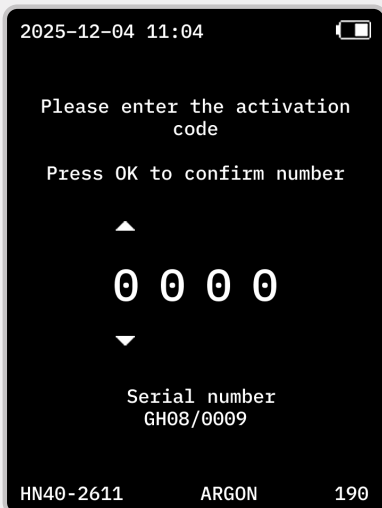 2025-12-04 11:04
Please enter the activation
code
Press OK to confirm number
0 0 0 0
Serial number
GH08/0009
HN40-2611 ARGON 190